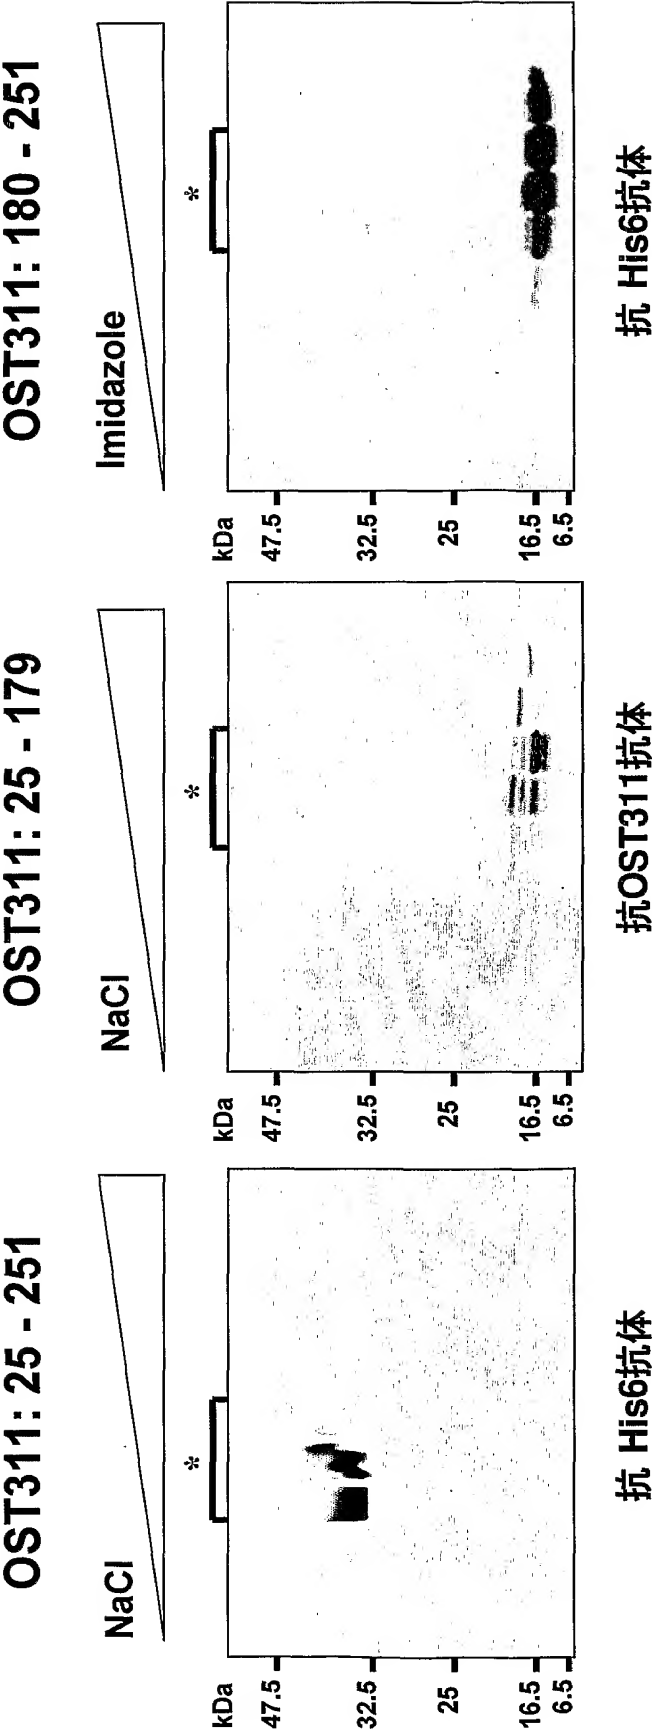 OST311: 25 - 251
NaCl
*
kDa
47.5
32.5
25
16.5
6.5
抗 His6抗体
OST311: 25 - 179
NaCl
*
kDa
47.5
32.5
25
16.5
6.5
抗OST311抗体
OST311: 180 - 251
Imidazole
*
kDa
47.5
32.5
25
16.5
6.5
抗 His6抗体